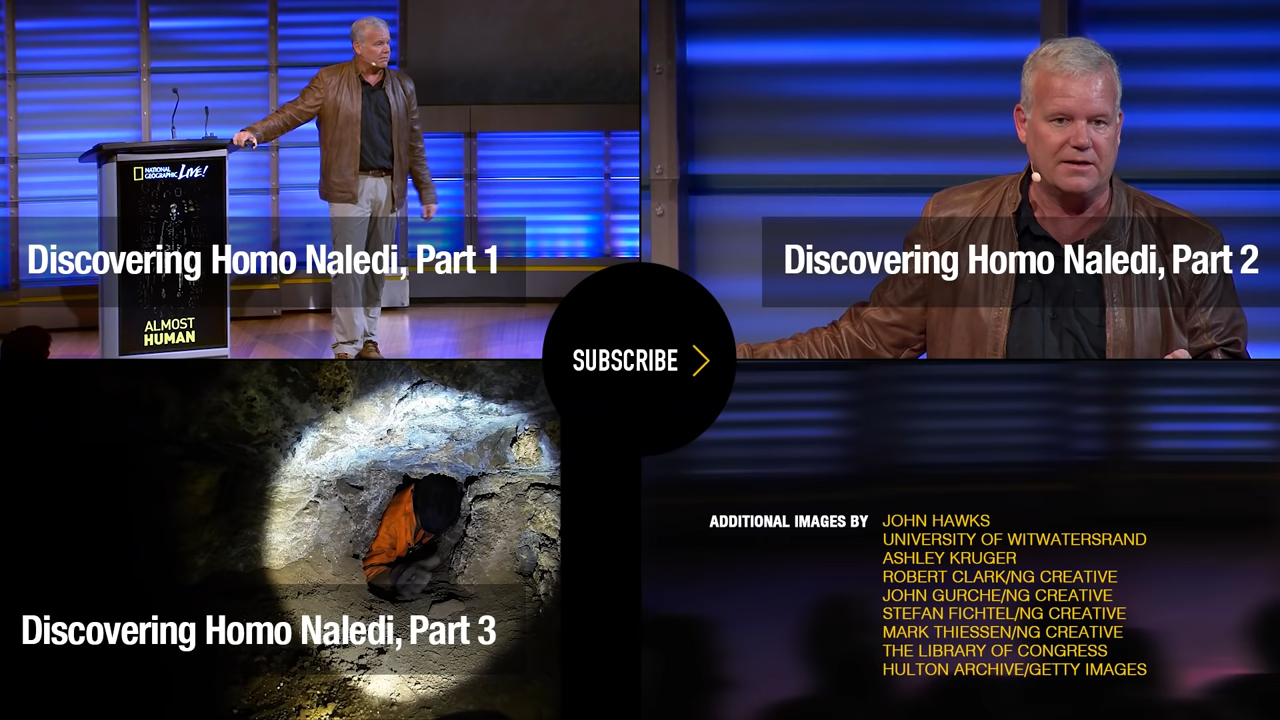 NATIONAL
GEOGRAPHIC LIVE!
Discovering Homo Naledi, Part 1
ALMOST
HUMAN
Discovering Homo Naledi, Part 2
SUBSCRIBE
Discovering Homo Naledi, Part 3
ADDITIONAL IMAGES BY JOHN HAWKS
UNIVERSITY OF WITWATERSRAND
ASHLEY KRUGER
ROBERT CLARK/NG CREATIVE
JOHN GURCHE/NG CREATIVE
STEFAN FICHTEL/NG CREATIVE
MARK THIESSEN/NG CREATIVE
THE LIBRARY OF CONGRESS
HULTON ARCHIVE/GETTY IMAGES